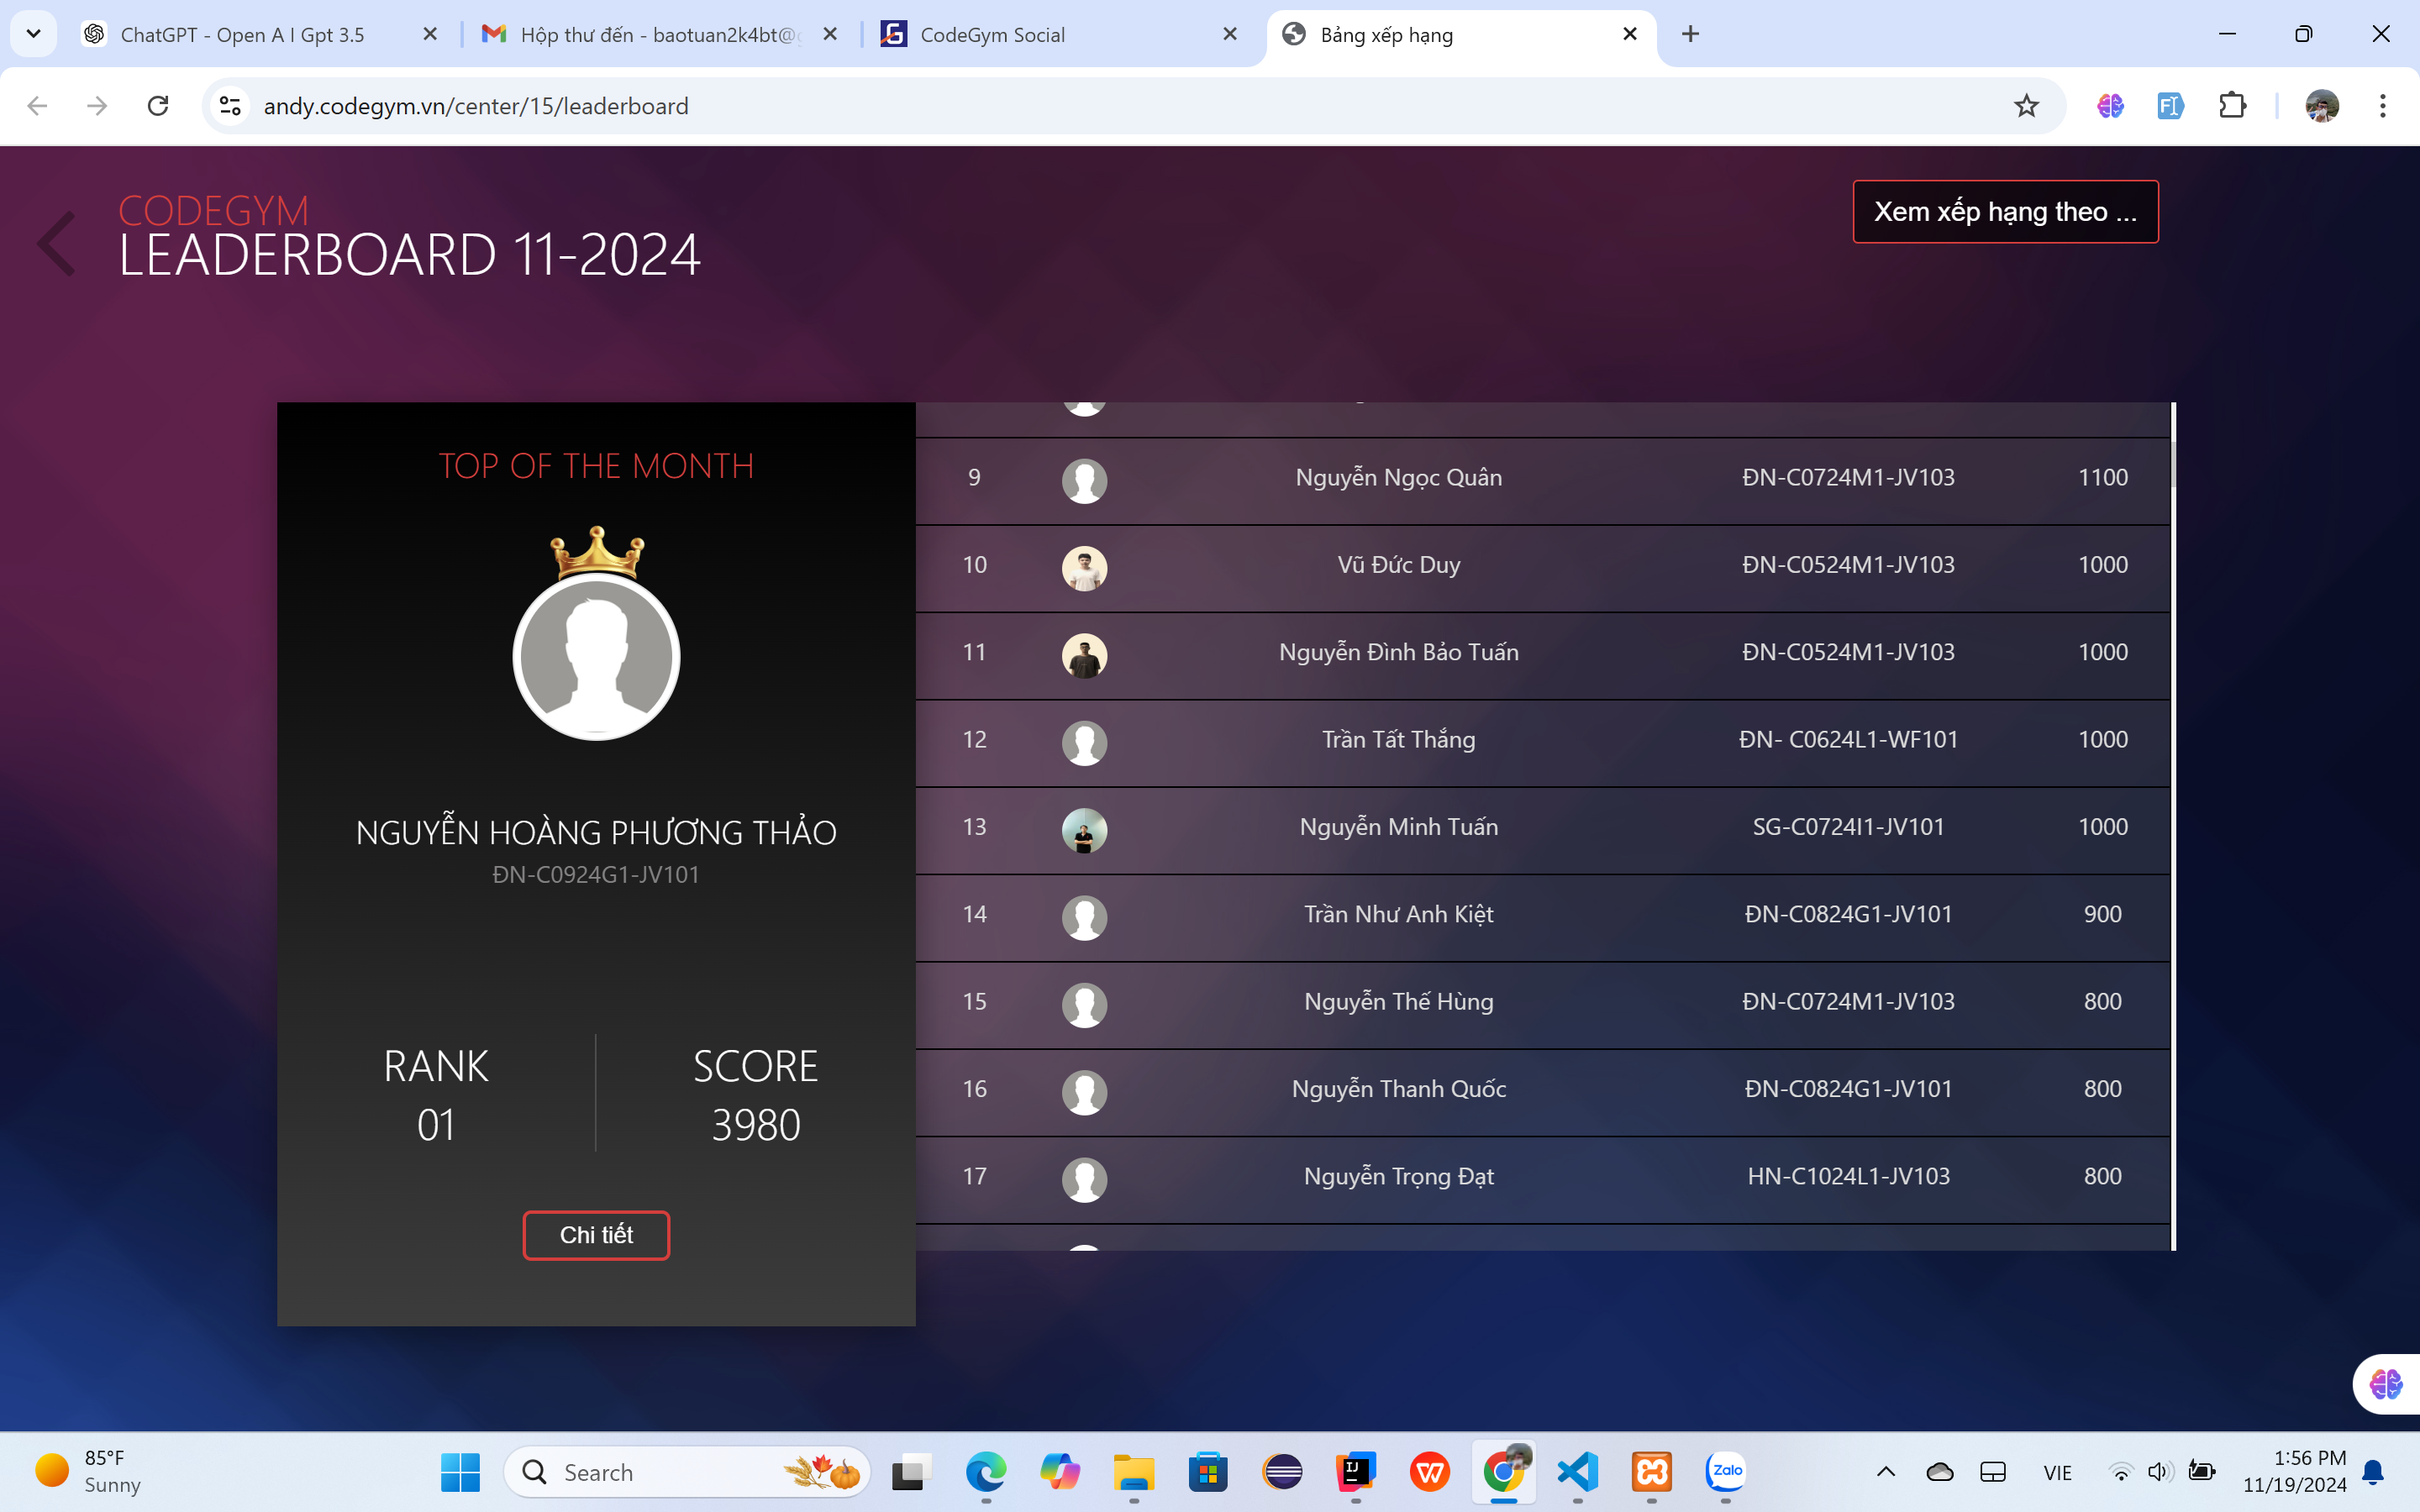 ChatGPT - Open A I Gpt 3.5
Hộp thư đến - baotuan2k4bt@
CodeGym Social
Bảng xếp hạng
andy.codegym.vn/center/15/leaderboard
CODEGYM
LEADERBOARD 11-2024
Xem xếp hạng theo ...
TOP OF THE MONTH
NGUYỄN HOÀNG PHƯƠNG THẢO
ĐN-C0924G1-JV101
RANK
01
SCORE
3980
Chi tiết
9 Nguyễn Ngọc Quân ĐN-C0724M1-JV103 1100
10 Vũ Đức Duy ĐN-C0524M1-JV103 1000
11 Nguyễn Đình Bảo Tuấn ĐN-C0524M1-JV103 1000
12 Trần Tất Thắng ĐN- C0624L1-WF101 1000
13 Nguyễn Minh Tuấn SG-C0724I1-JV101 1000
14 Trần Như Anh Kiệt ĐN-C0824G1-JV101 900
15 Nguyễn Thế Hùng ĐN-C0724M1-JV103 800
16 Nguyễn Thanh Quốc ĐN-C0824G1-JV101 800
17 Nguyễn Trọng Đạt HN-C1024L1-JV103 800
85°F
Sunny
Search
IJ
Zalo
VIE
1:56 PM
11/19/2024